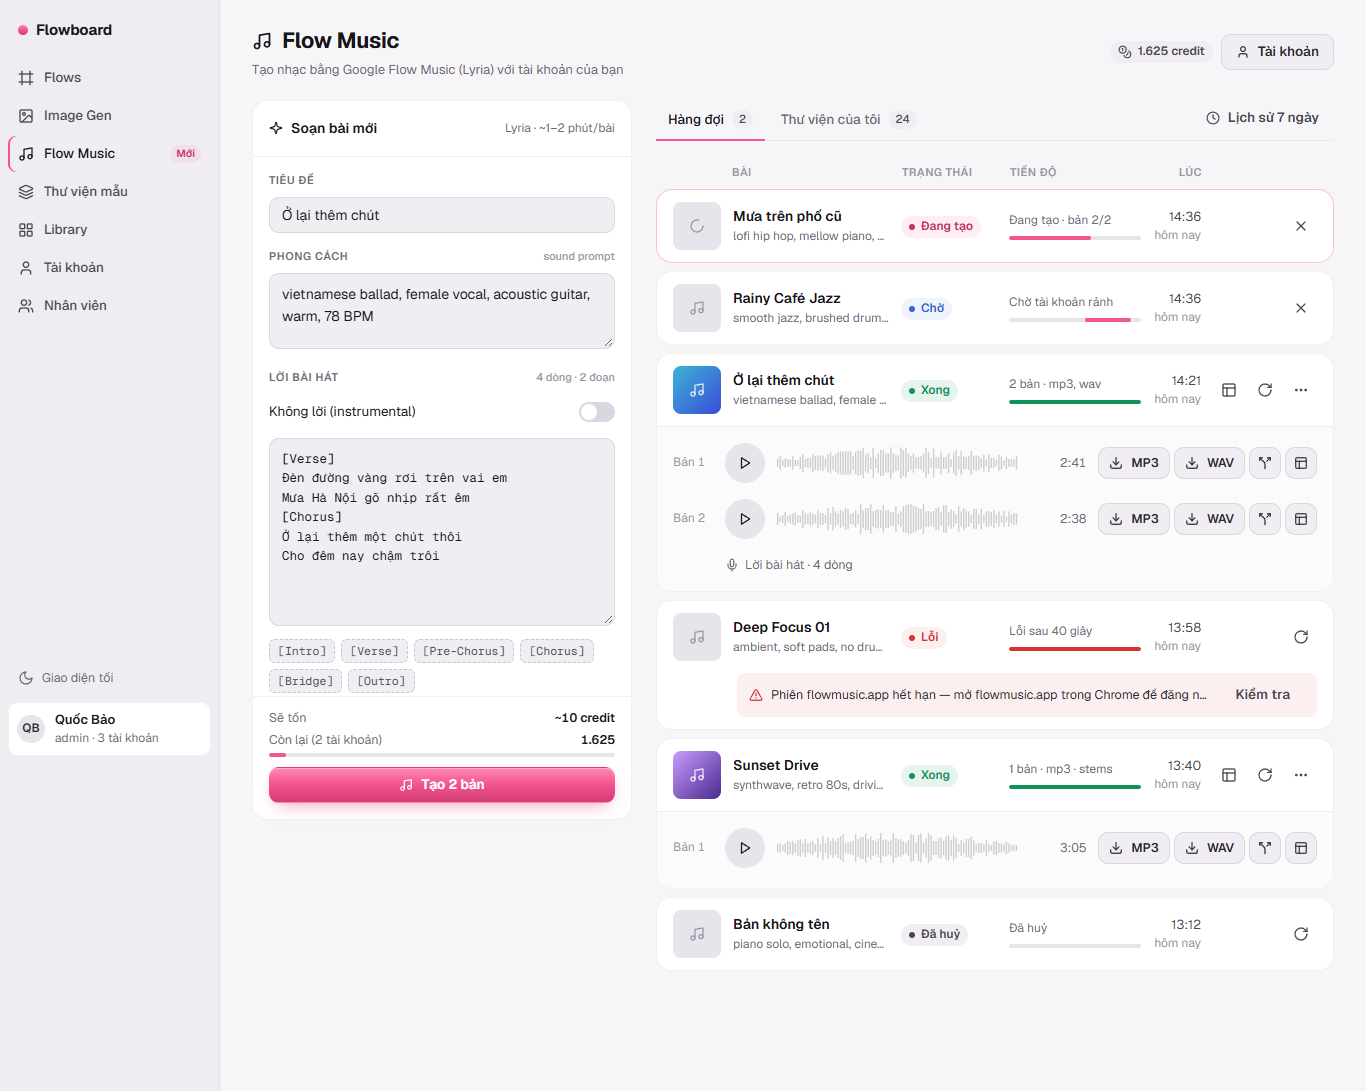 Flowboard
Flows
Image Gen
Flow Music
Mới
Thư viện mẫu
Library
Tài khoản
Nhân viên
Giao diện tối
QB
Quốc Bảo
admin · 3 tài khoản
Flow Music
Tạo nhạc bằng Google Flow Music (Lyria) với tài khoản của bạn
1.625 credit
Tài khoản
Soạn bài mới
Lyria · ~1–2 phút/bài
TIÊU ĐỀ
Ở lại thêm chút
PHONG CÁCH
sound prompt
vietnamese ballad, female vocal, acoustic guitar,
warm, 78 BPM
LỜI BÀI HÁT
4 dòng · 2 đoạn
Không lời (instrumental)
[Verse]
Đèn đường vàng rơi trên vai em
Mưa Hà Nội gõ nhịp rất êm
[Chorus]
Ở lại thêm một chút thôi
Cho đêm nay chậm trôi
[Intro] [Verse] [Pre-Chorus] [Chorus]
[Bridge] [Outro]
Sẽ tốn
~10 credit
Còn lại (2 tài khoản)
1.625
Tạo 2 bản
Hàng đợi 2
Thư viện của tôi 24
Lịch sử 7 ngày
BÀI
TRẠNG THÁI
TIẾN ĐỘ
LÚC
Mưa trên phố cũ
lofi hip hop, mellow piano, ...
Đang tạo
Đang tạo · bản 2/2
14:36
hôm nay
Rainy Café Jazz
smooth jazz, brushed drum...
Chờ
Chờ tài khoản rảnh
14:36
hôm nay
Ở lại thêm chút
vietnamese ballad, female ...
Xong
2 bản · mp3, wav
14:21
hôm nay
Bản 1
2:41
MP3
WAV
Bản 2
2:38
MP3
WAV
Lời bài hát · 4 dòng
Deep Focus 01
ambient, soft pads, no dru...
Lỗi
Lỗi sau 40 giây
13:58
hôm nay
Phiên flowmusic.app hết hạn — mở flowmusic.app trong Chrome để đăng n...
Kiểm tra
Sunset Drive
synthwave, retro 80s, drivi...
Xong
1 bản · mp3 · stems
13:40
hôm nay
Bản 1
3:05
MP3
WAV
Bản không tên
piano solo, emotional, cine...
Đã huỷ
Đã huỷ
13:12
hôm nay